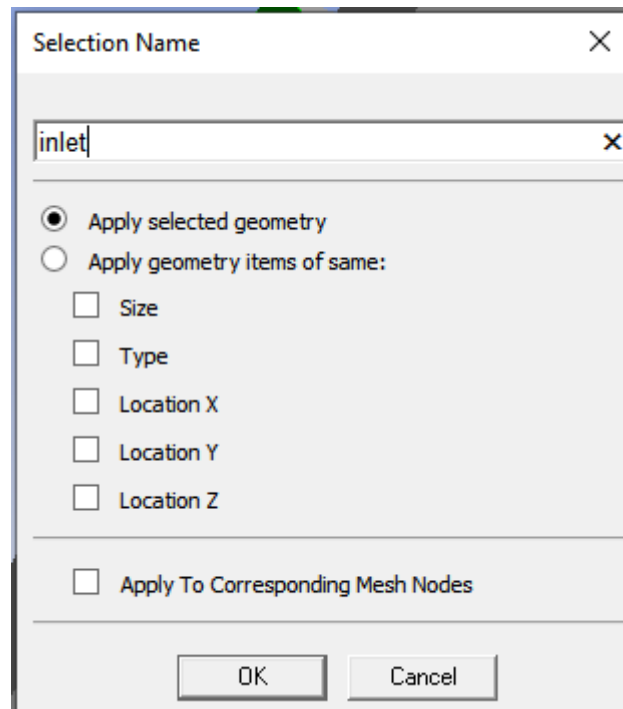 Selection Name
inlet
Apply selected geometry
Apply geometry items of same:
Size
Type
Location X
Location Y
Location Z
Apply To Corresponding Mesh Nodes
OK Cancel